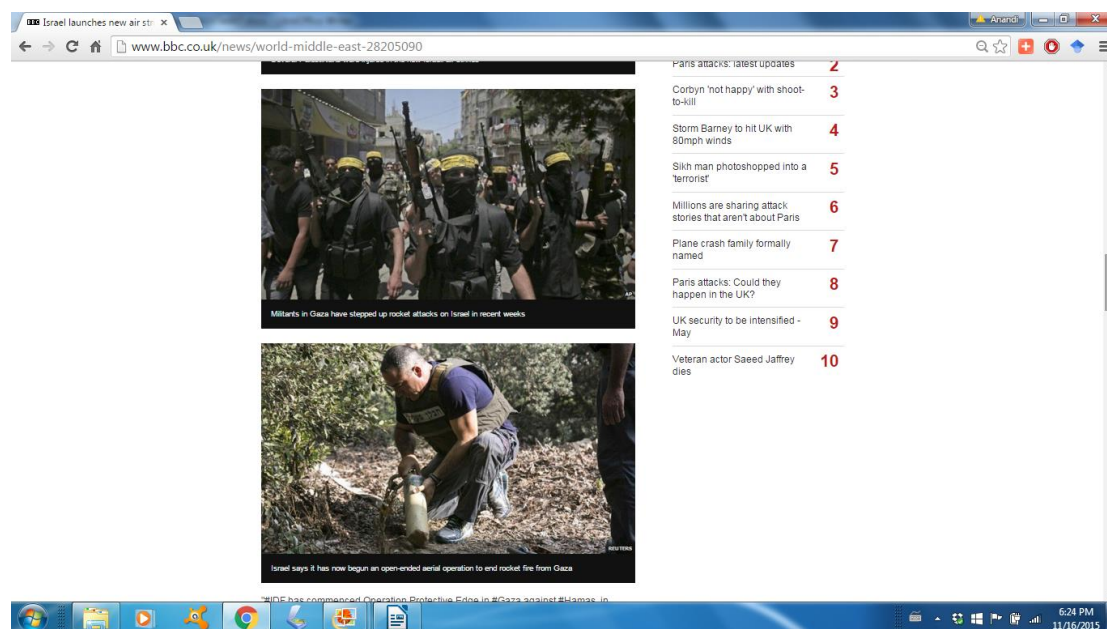 Israel launches new air str
Anandi
www.bbc.co.uk/news/world-middle-east-28205090
AP
Militants in Gaza have stepped up rocket attacks on Israel in recent weeks
REUTERS
Israel says it has now begun an open-ended aerial operation to end rocket fire from Gaza
"#IDF has commenced Operation Protective Edge in #Gaza against #Hamas, in
Paris attacks: latest updates 2
Corbyn 'not happy' with shoot-
to-kill 3
Storm Barney to hit UK with
80mph winds 4
Sikh man photoshopped into a
'terrorist' 5
Millions are sharing attack
stories that aren't about Paris 6
Plane crash family formally
named 7
Paris attacks: Could they
happen in the UK? 8
UK security to be intensified -
May 9
Veteran actor Saeed Jaffrey
dies 10
6:24 PM
11/16/2015